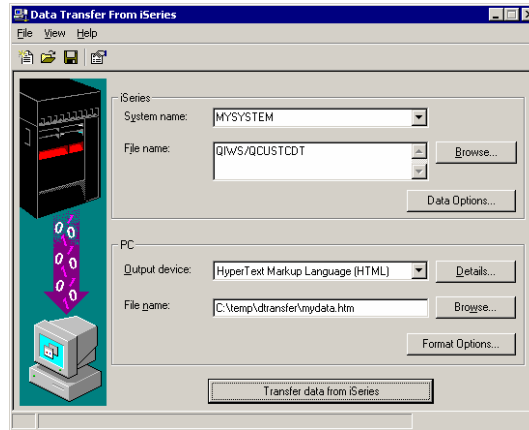 Data Transfer From iSeries
File View Help
iSeries
System name:
MYSYSTEM
File name:
QIWS/QCUSTCDT
Browse...
Data Options...
PC
Output device:
HyperText Markup Language (HTML)
Details...
File name:
C:\temp\dtransfer\mydata.htm
Browse...
Format Options...
Transfer data from iSeries